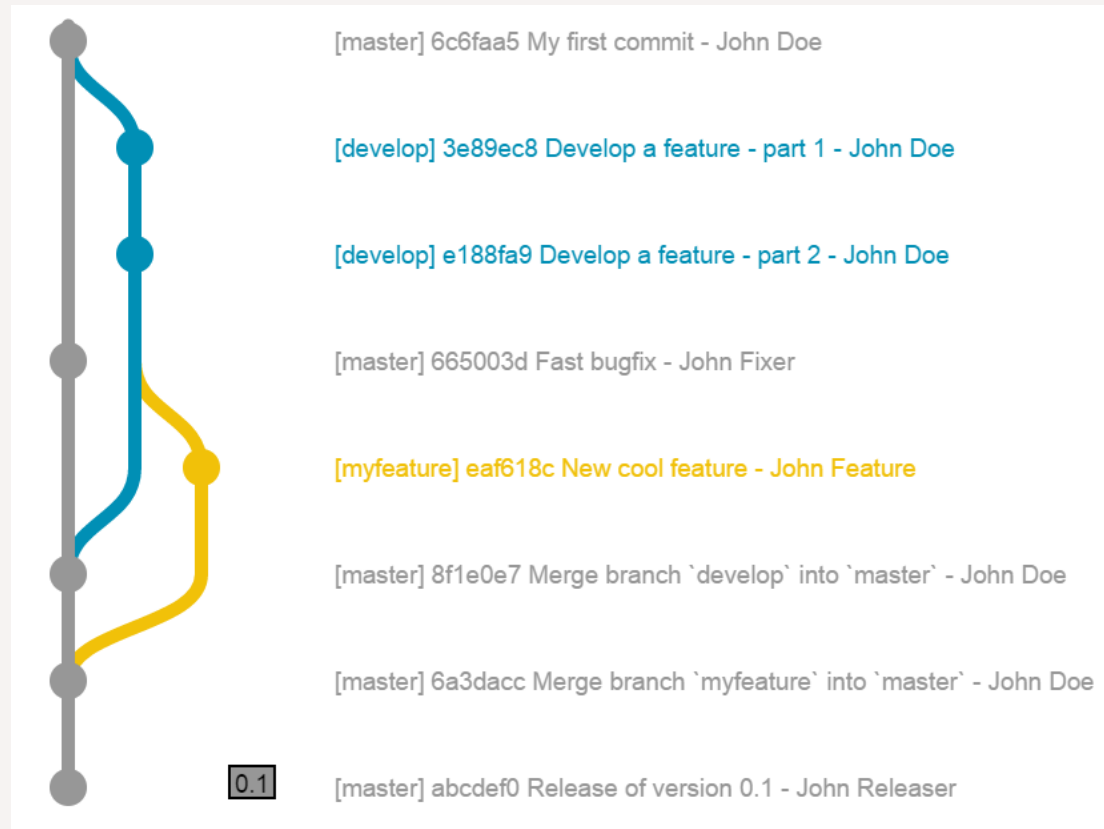 [master] 6c6faa5 My first commit - John Doe
[develop] 3e89ec8 Develop a feature - part 1 - John Doe
[develop] e188fa9 Develop a feature - part 2 - John Doe
[master] 665003d Fast bugfix - John Fixer
[myfeature] eaf618c New cool feature - John Feature
[master] 8f1e0e7 Merge branch `develop` into `master` - John Doe
[master] 6a3dacc Merge branch `myfeature` into `master` - John Doe
0.1 [master] abcdef0 Release of version 0.1 - John Releaser